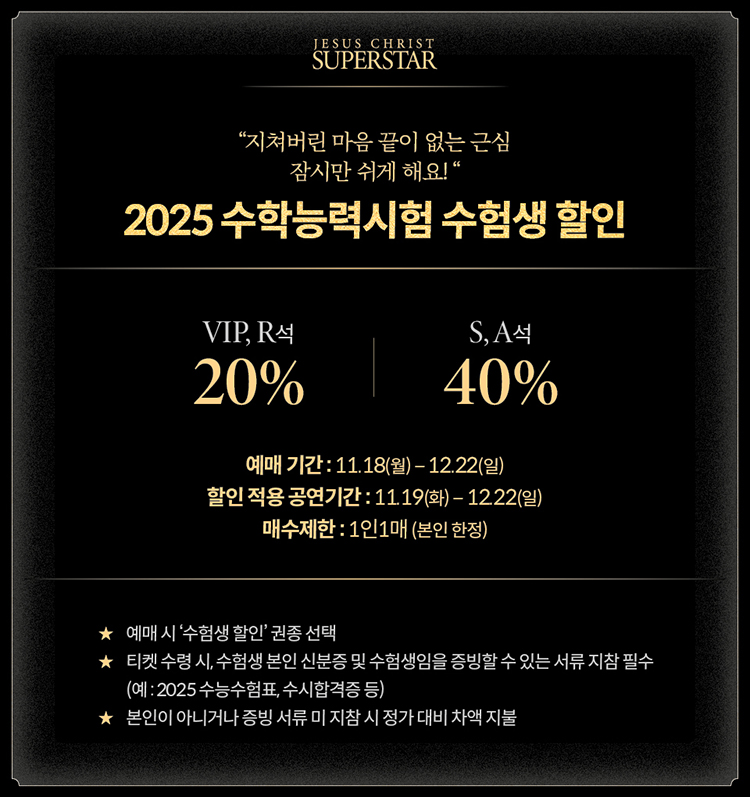 JESUS CHRIST
SUPERSTAR
“지쳐버린 마음 끝이 없는 근심
잠시만 쉬게 해요! “
2025 수학능력시험 수험생 할인
VIP, R석
20%
S, A석
40%
예매 기간 : 11.18(월) – 12.22(일)
할인 적용 공연기간 : 11.19(화) – 12.22(일)
매수제한 : 1인1매 (본인 한정)
★ 예매 시 ‘수험생 할인’ 권종 선택
★ 티켓 수령 시, 수험생 본인 신분증 및 수험생임을 증빙할 수 있는 서류 지참 필수
(예 : 2025 수능수험표, 수시합격증 등)
★ 본인이 아니거나 증빙 서류 미 지참 시 정가 대비 차액 지불